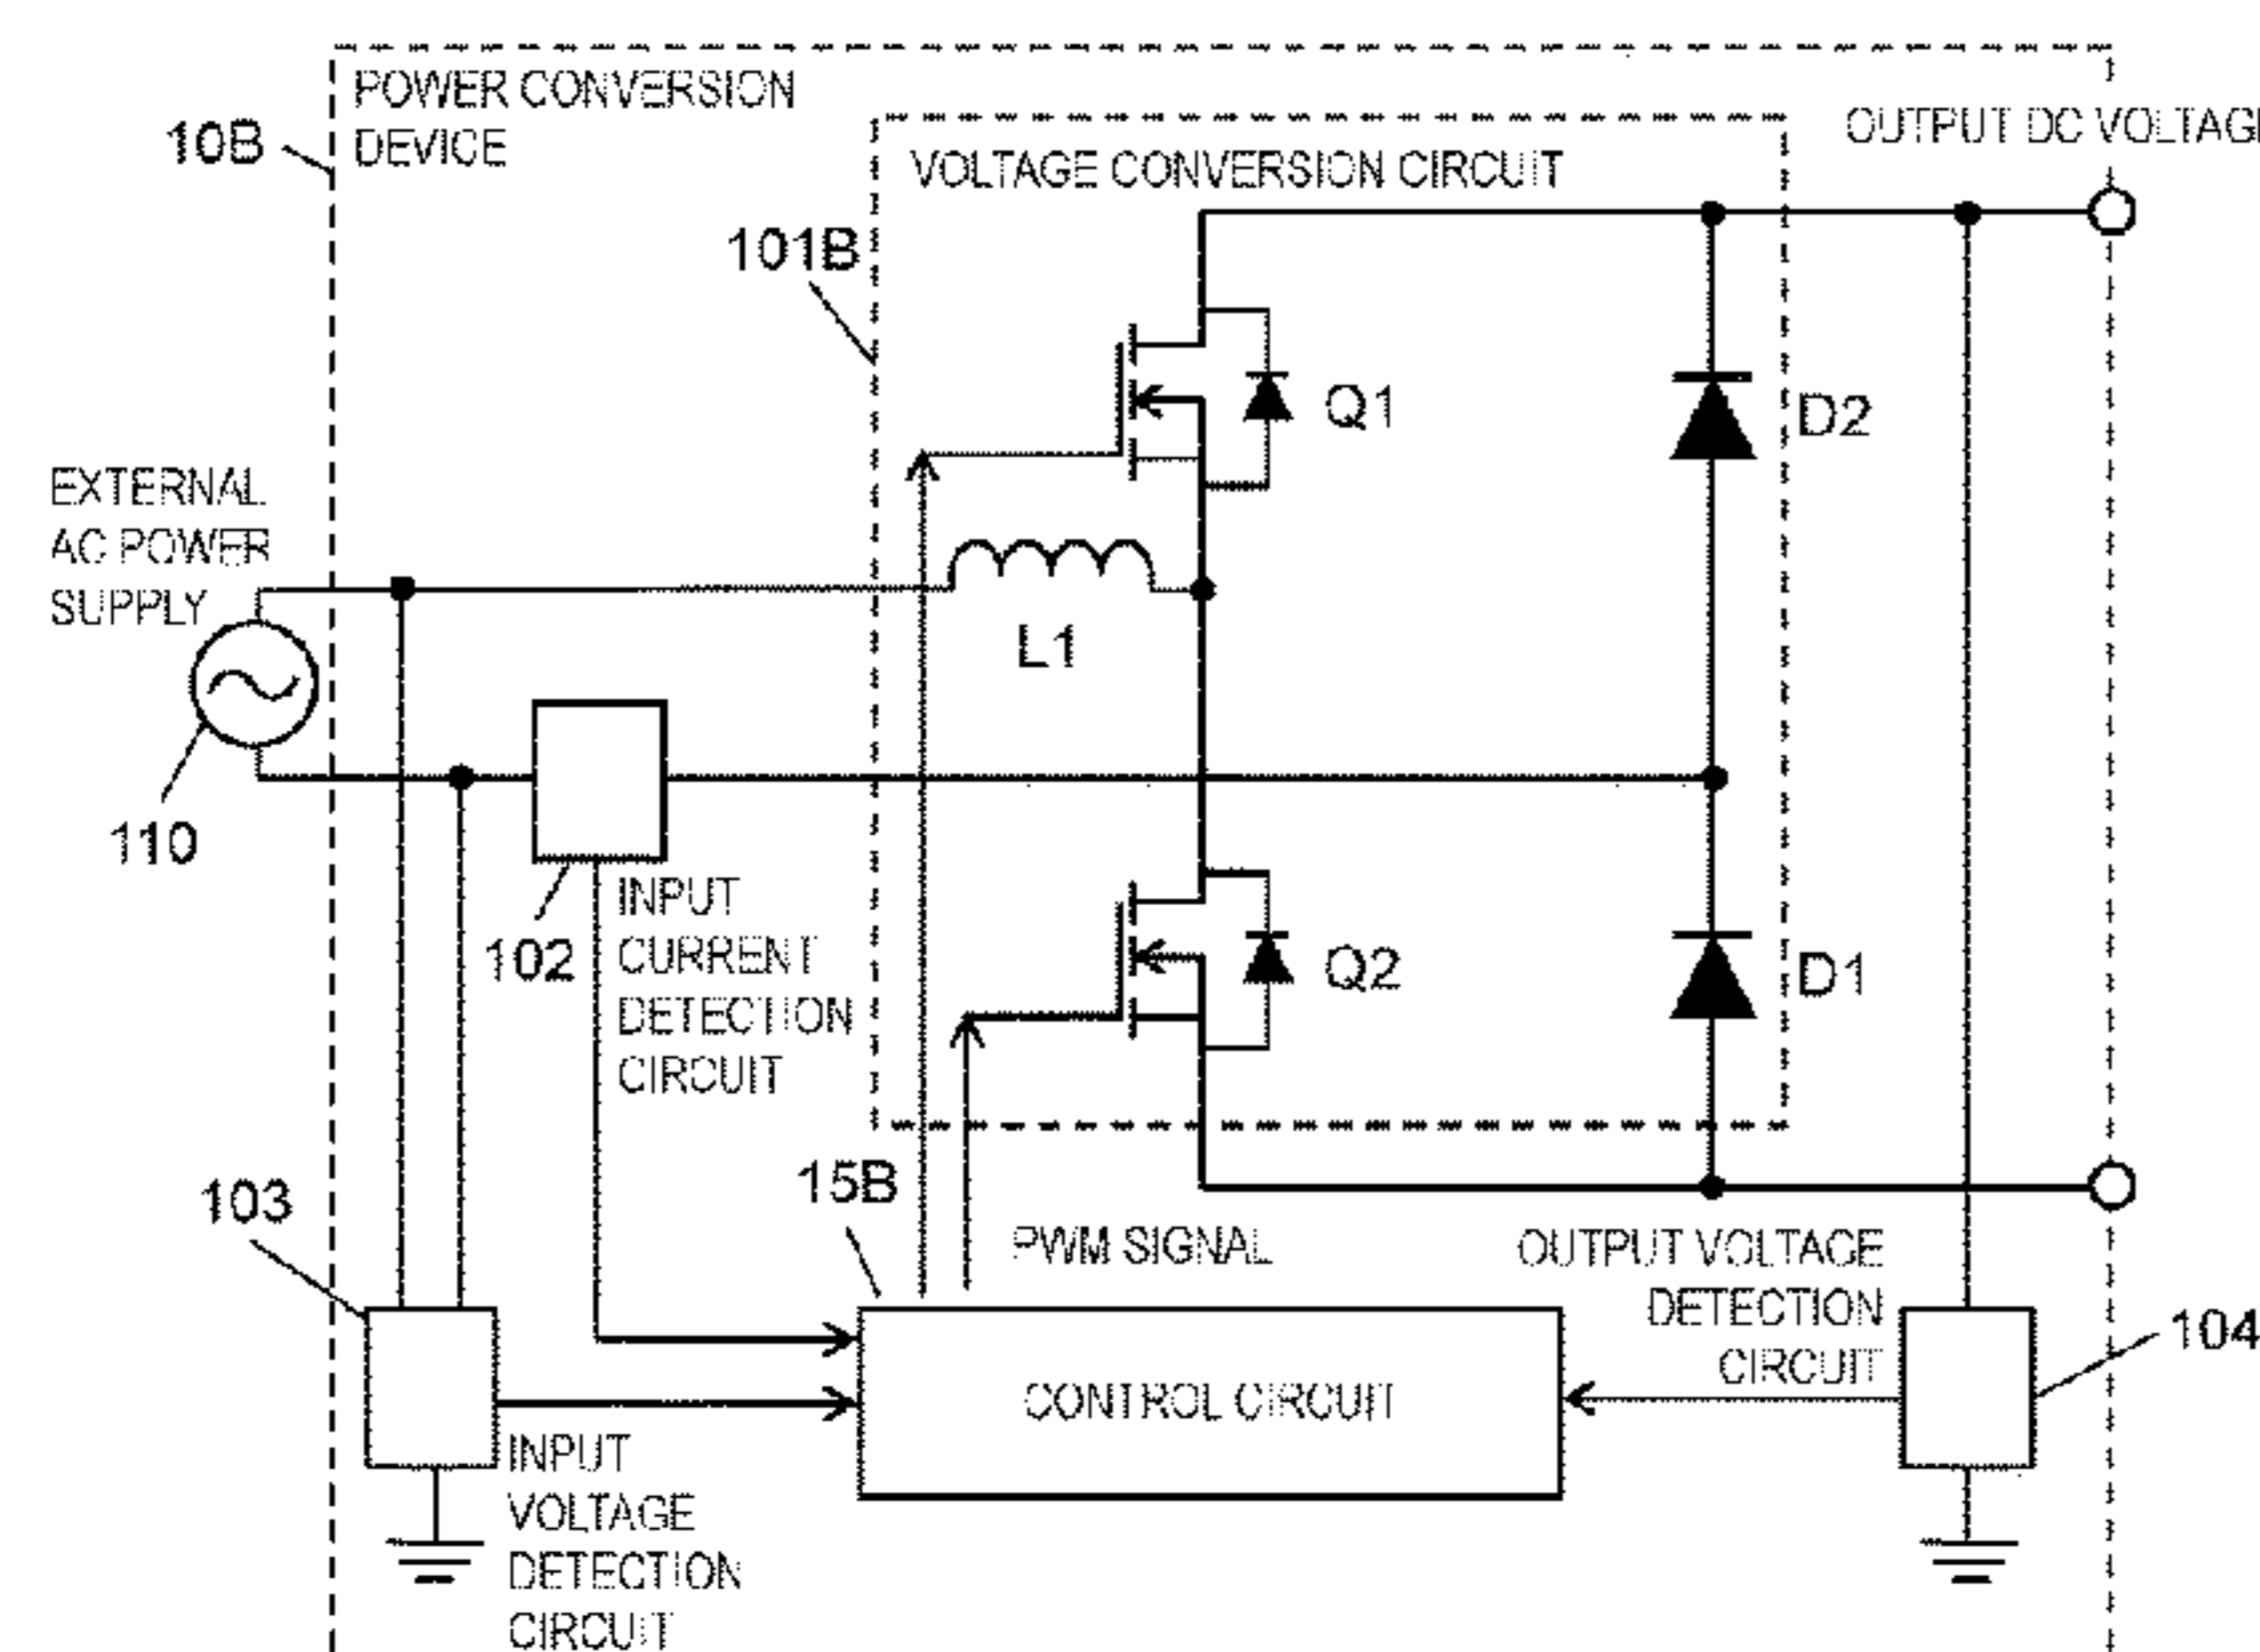 POWER CONVERSION
DEVICE
10B
OUTPUT DC VOLTAGE
VOLTAGE CONVERSION CIRCUIT
101B
Q1
D2
EXTERNAL
AC POWER
SUPPLY
L1
110
INPUT
CURRENT
DETECTION
CIRCUIT
102
Q2
D1
103
15B
PWM SIGNAL
OUTPUT VOLTAGE
DETECTION
CIRCUIT
104
CONTROL CIRCUIT
INPUT
VOLTAGE
DETECTION
CIRCUIT